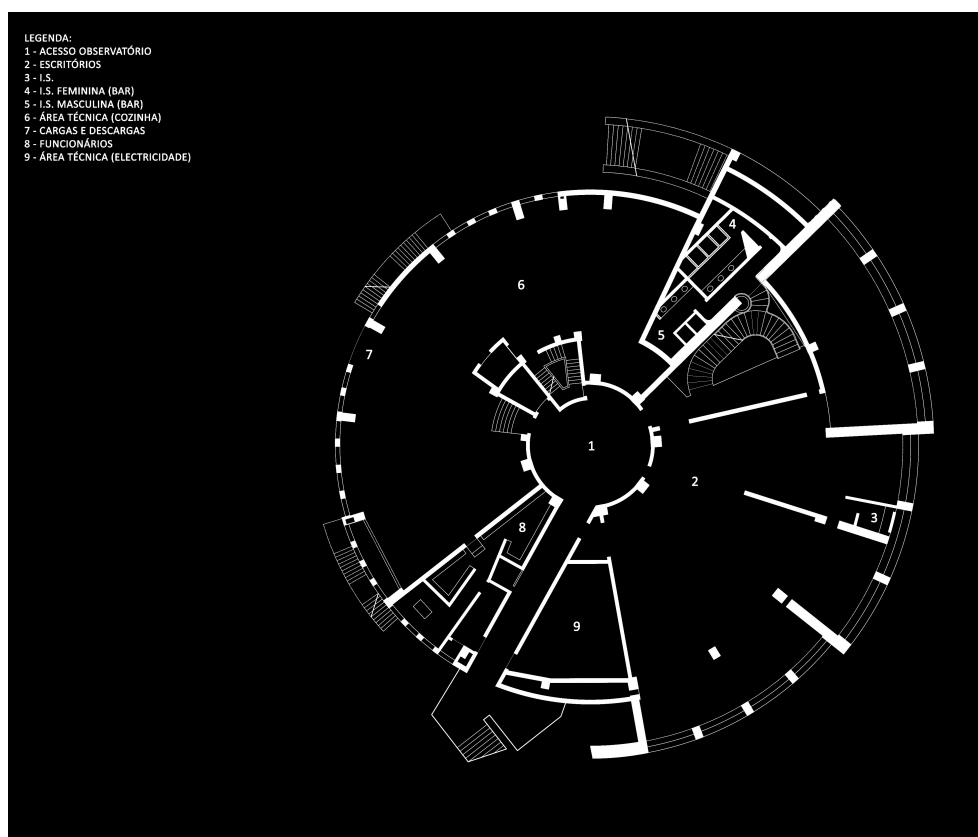 LEGENDA:
1 - ACESSO OBSERVATÓRIO
2 - ESCRITÓRIOS
3 - I.S.
4 - I.S. FEMININA (BAR)
5 - I.S. MASCULINA (BAR)
6 - ÁREA TÉCNICA (COZINHA)
7 - CARGAS E DESCARGAS
8 - FUNCIONÁRIOS
9 - ÁREA TÉCNICA (ELECTRICIDADE)
4
6
5
7
1
2
3
8
9